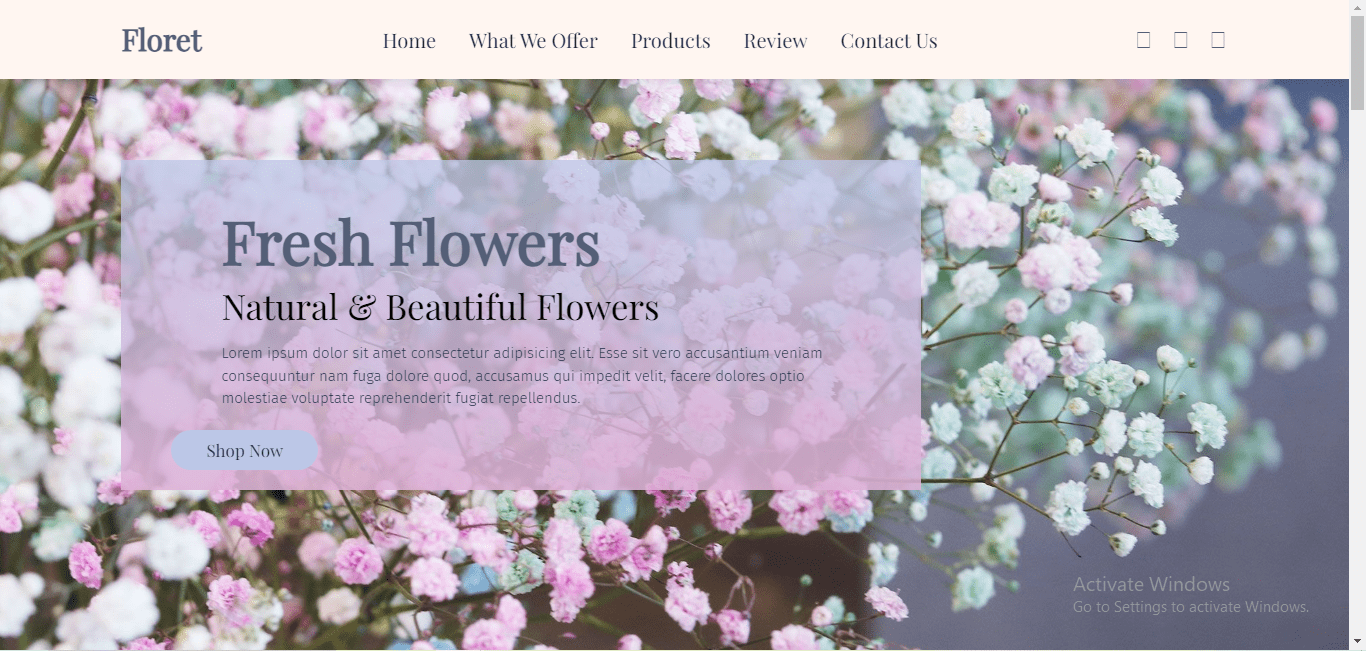 Floret
Home What We Offer Products Review Contact Us
Fresh Flowers
Natural & Beautiful Flowers
Lorem ipsum dolor sit amet consectetur adipisicing elit. Esse sit vero accusantium veniam
consequuntur nam fuga dolore quod, accusamus qui impedit velit, facere dolores optio
molestiae voluptate reprehenderit fugiat repellendus.
Shop Now
Activate Windows
Go to Settings to activate Windows.